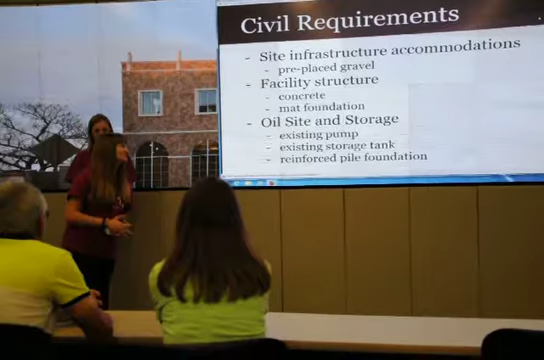 Civil Requirements
- Site infrastructure accommodations
- pre-placed gravel
- Facility structure
- concrete
- mat foundation
- Oil Site and Storage
- existing pump
- existing storage tank
- reinforced pile foundation